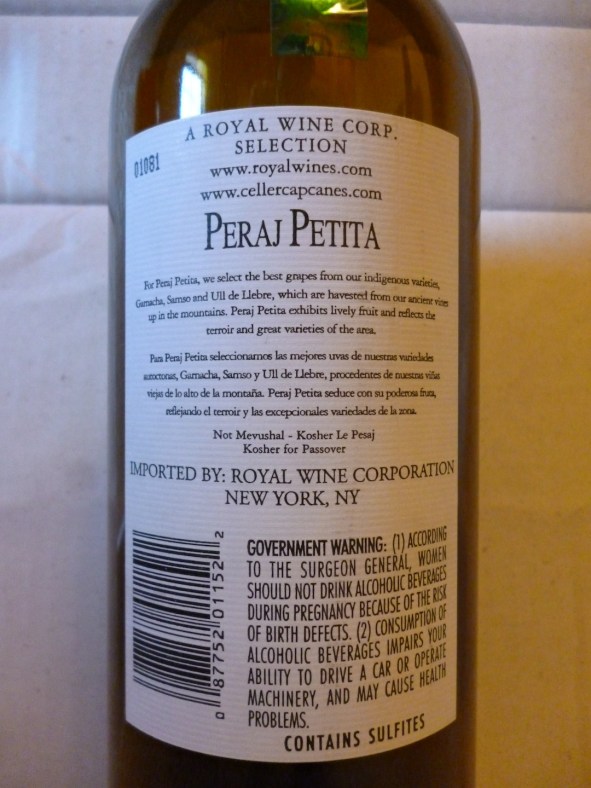 A ROYAL WINE CORP.
SELECTION
01081
www.royalwines.com
www.cellercapcanes.com
PERAJ PETITA
For Peraj Petita, we select the best grapes from our indigenous varieties,
Garnacha, Samso and Ull de Llebre, which are havested from our ancient vines
up in the mountains. Peraj Petita exhibits lively fruit and reflects the
terroir and great varieties of the area.
Para Peraj Petita seleccionamos las mejores uvas de nuestras variedades
autoctonas, Garnacha, Samso y Ull de Llebre, procedentes de nuestras viñas
viejas de lo alto de la montaña. Peraj Petita seduce con su poderosa fruta,
reflejando el terroir y las excepcionales variedades de la zona.
Not Mevushal - Kosher Le Pesaj
Kosher for Passover
IMPORTED BY: ROYAL WINE CORPORATION
NEW YORK, NY
0 87752 01152 2
GOVERNMENT WARNING: (1) ACCORDING
TO THE SURGEON GENERAL, WOMEN
SHOULD NOT DRINK ALCOHOLIC BEVERAGES
DURING PREGNANCY BECAUSE OF THE RISK
OF BIRTH DEFECTS. (2) CONSUMPTION OF
ALCOHOLIC BEVERAGES IMPAIRS YOUR
ABILITY TO DRIVE A CAR OR OPERATE
MACHINERY, AND MAY CAUSE HEALTH
PROBLEMS.
CONTAINS SULFITES